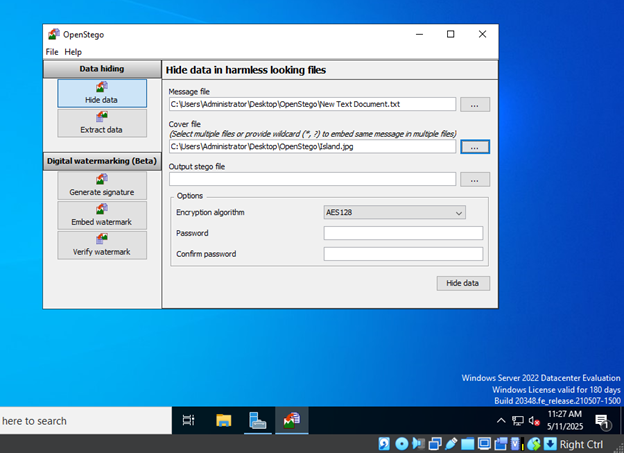 OpenStego
File Help
Data hiding
Hide data
Extract data
Digital watermarking (Beta)
Generate signature
Embed watermark
Verify watermark
Hide data in harmless looking files
Message file
C:\Users\Administrator\Desktop\OpenStego\New Text Document.txt
...
Cover file
(Select multiple files or provide wildcard (*, ?) to embed same message in multiple files)
C:\Users\Administrator\Desktop\OpenStego\Island.jpg
...
Output stego file
...
Options
Encryption algorithm
AES128
Password
Confirm password
Hide data
Windows Server 2022 Datacenter Evaluation
Windows License valid for 180 days
Build 20348.fe_release.210507-1500
here to search
11:27 AM
5/11/2025
1
Right Ctrl